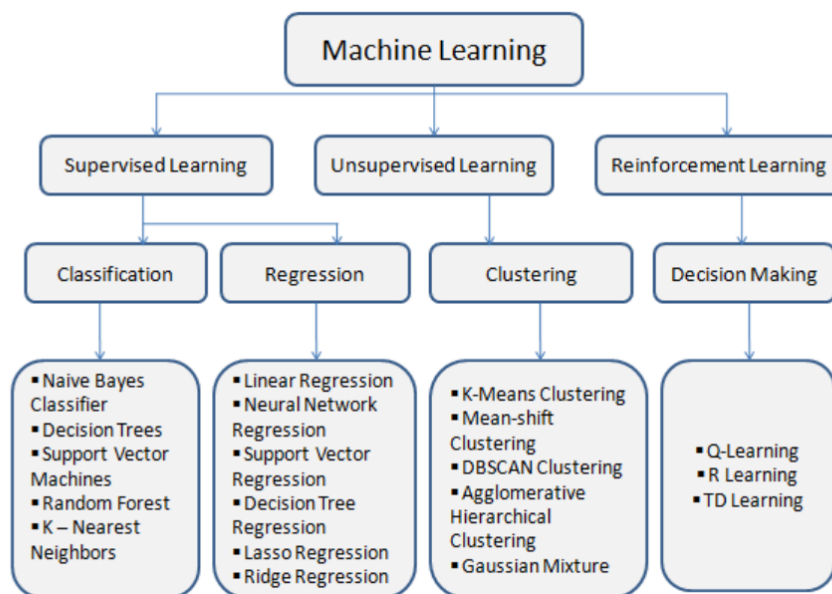 Machine Learning
Supervised Learning
Unsupervised Learning
Reinforcement Learning
Classification
Regression
Clustering
Decision Making
▪ Naive Bayes
Classifier
▪ Decision Trees
▪ Support Vector
Machines
▪ Random Forest
▪ K – Nearest
Neighbors
▪ Linear Regression
▪ Neural Network
Regression
▪ Support Vector
Regression
▪ Decision Tree
Regression
▪ Lasso Regression
▪ Ridge Regression
▪ K-Means Clustering
▪ Mean-shift
Clustering
▪ DBSCAN Clustering
▪ Agglomerative
Hierarchical
Clustering
▪ Gaussian Mixture
▪ Q-Learning
▪ R Learning
▪ TD Learning